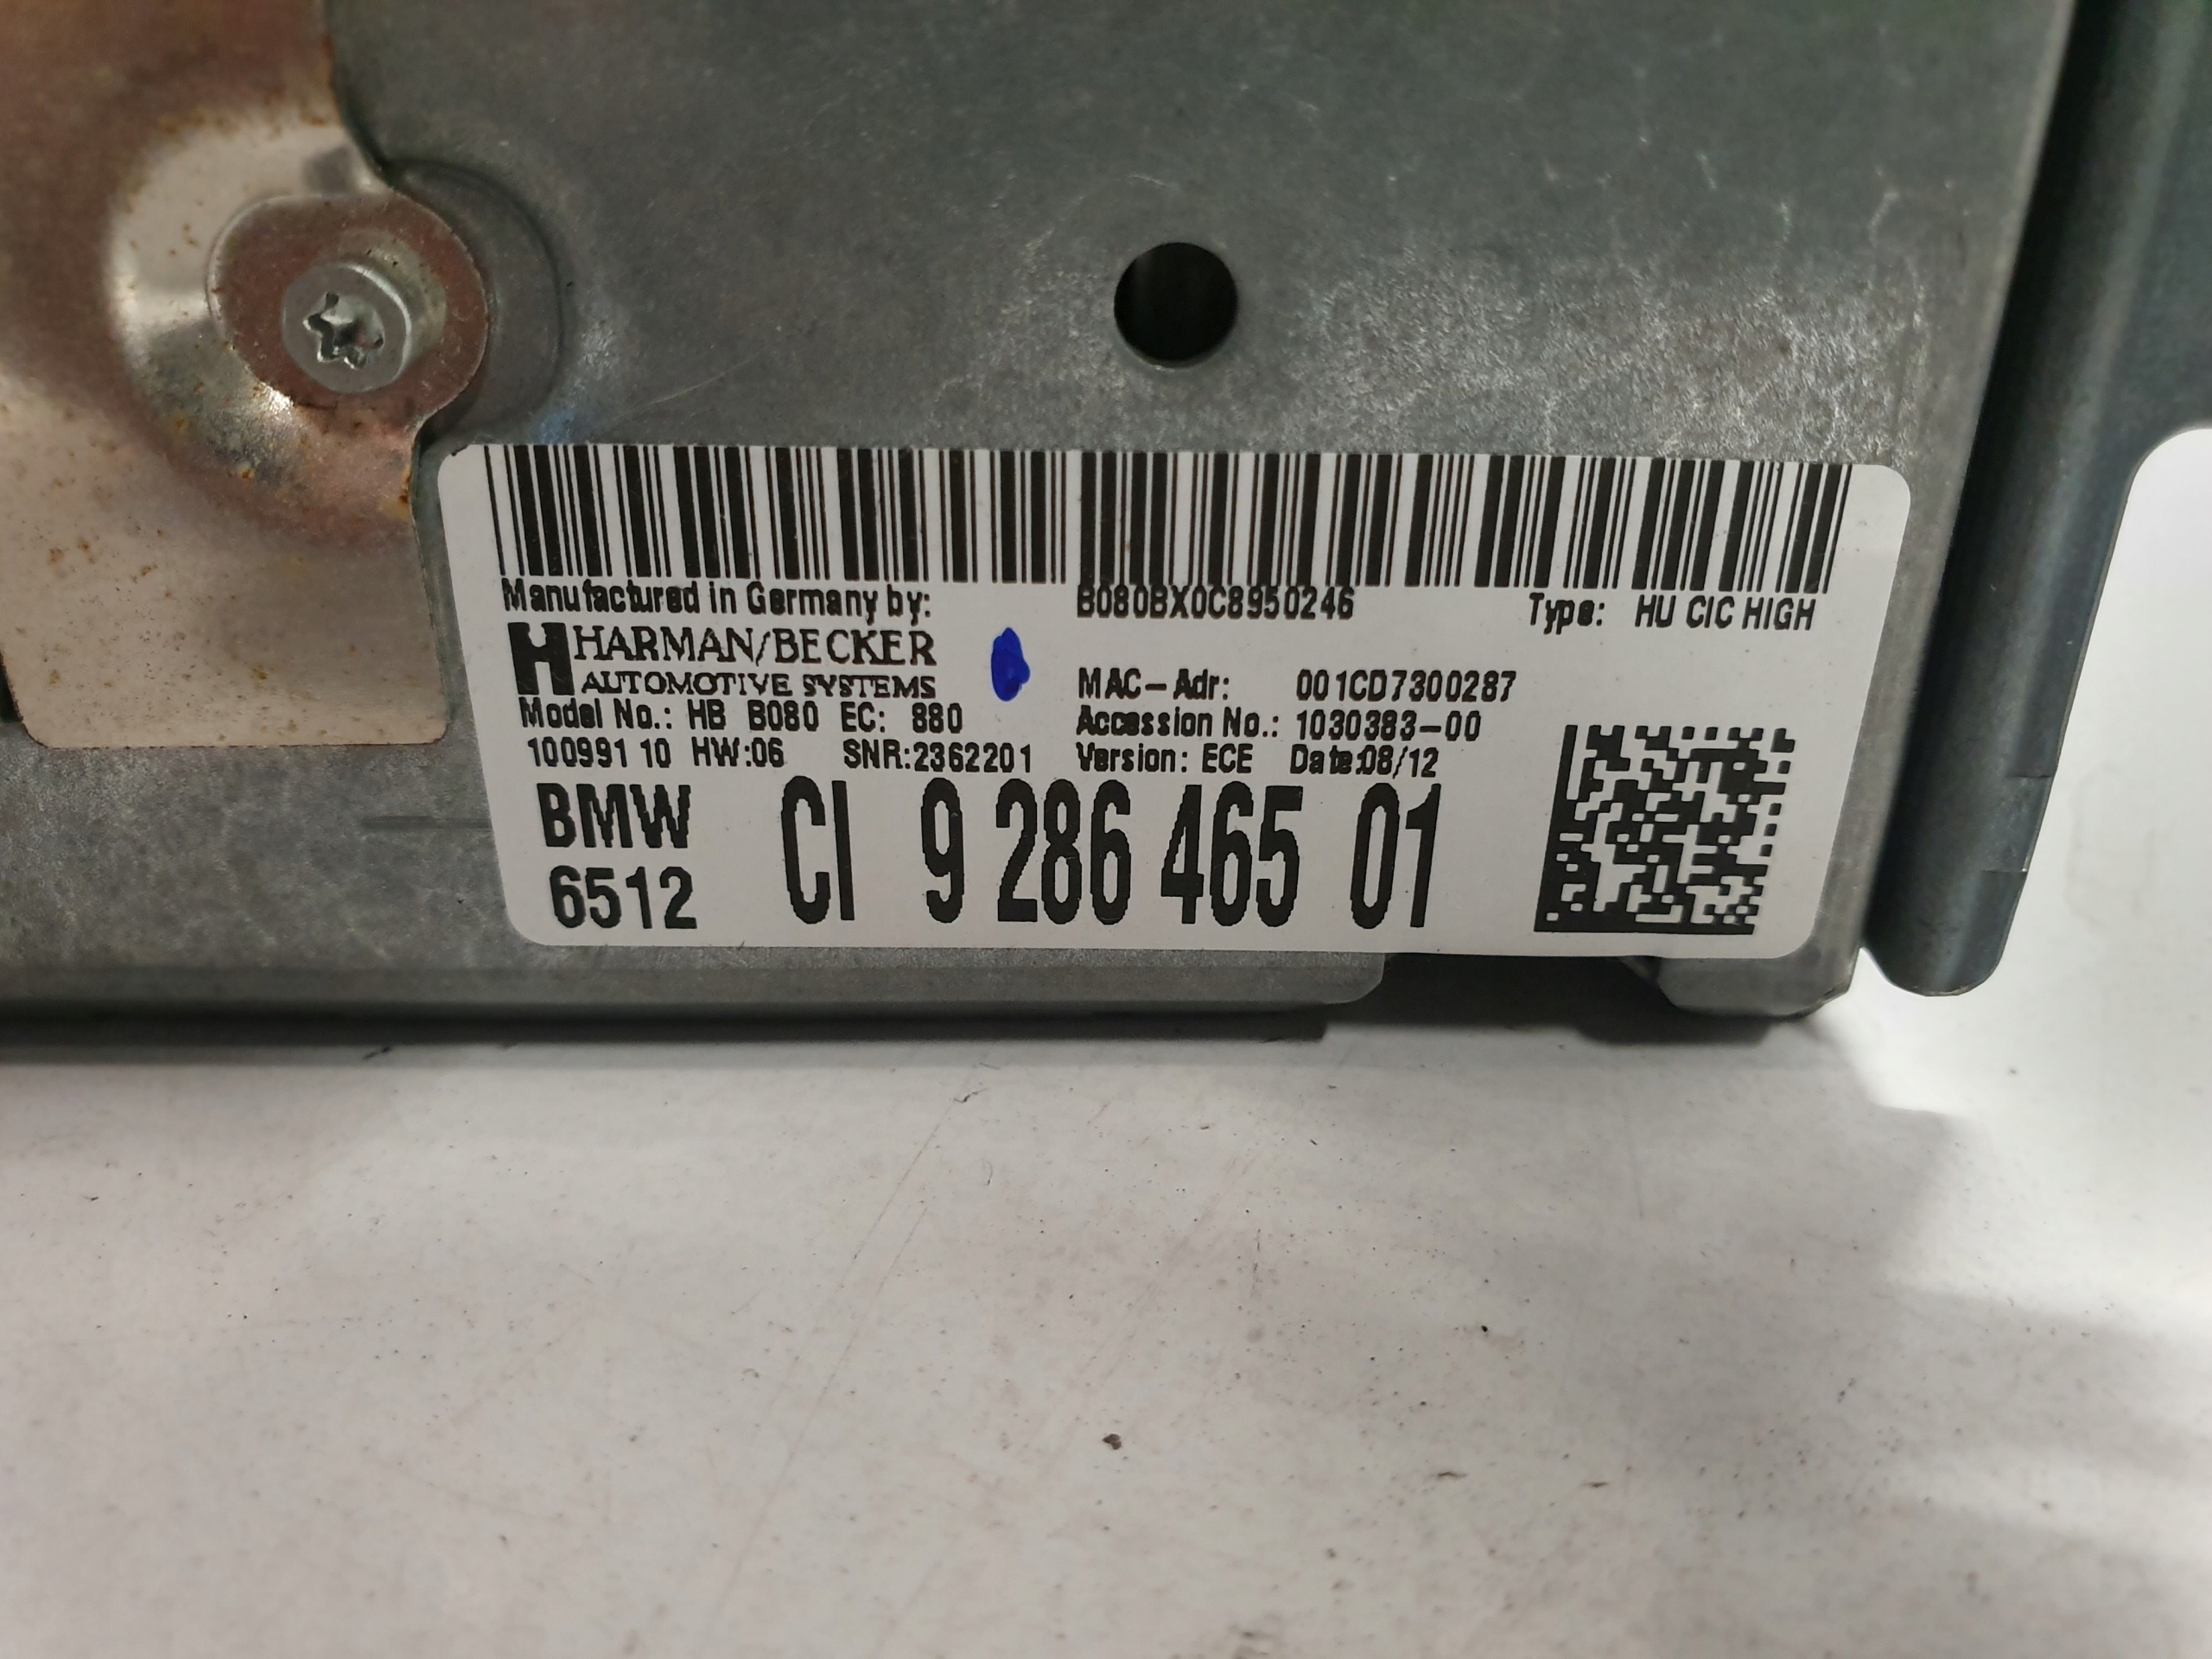 Manufactured in Germany by: B080BX0C8950246 Type: HU CIC HIGH
HARMAN/BECKER
AUTOMOTIVE SYSTEMS MAC-Adr: 001CD7300287
Model No.: HB B080 EC: 880 Accession No.: 1030383-00
10099110 HW:06 SNR:2362201 Version: ECE Date:08/12
BMW CI 9 286 465 01
6512